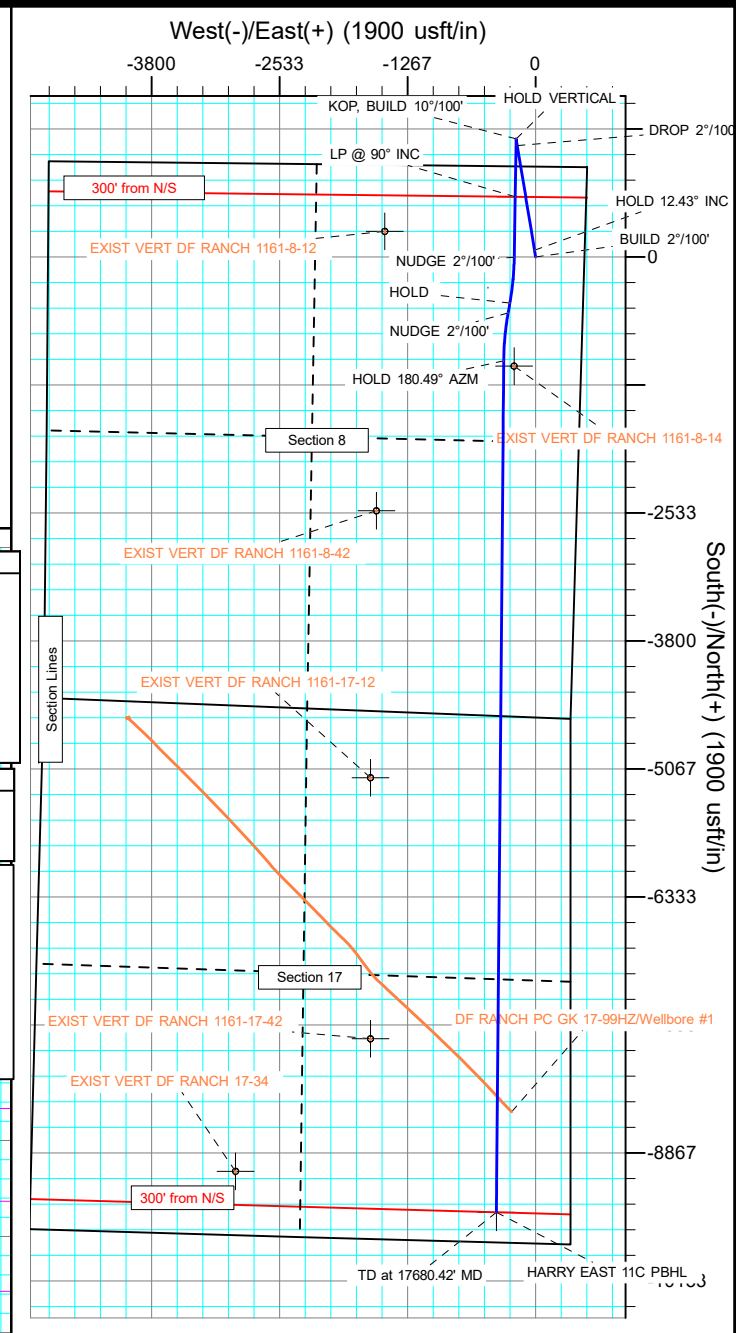 West(-)/East(+) (1900 usft/in)
-3800
-2533
-1267
0
KOP, BUILD 10°/100'
HOLD VERTICAL
DROP 2°/100
LP @ 90° INC
300' from N/S
HOLD 12.43° INC
EXIST VERT DF RANCH 1161-8-12
BUILD 2°/100'
NUDGE 2°/100'
0
HOLD
NUDGE 2°/100'
HOLD 180.49° AZM
Section 8
EXIST VERT DF RANCH 1161-8-14
-2533
EXIST VERT DF RANCH 1161-8-42
South(-)/North(+) (1900 usft/in)
-3800
EXIST VERT DF RANCH 1161-17-12
Section Lines
-5067
-6333
Section 17
EXIST VERT DF RANCH 1161-17-42
DF RANCH PC GK 17-99HZ/Wellbore #1
EXIST VERT DF RANCH 17-34
-8867
300' from N/S
TD at 17680.42' MD
HARRY EAST 11C PBHL